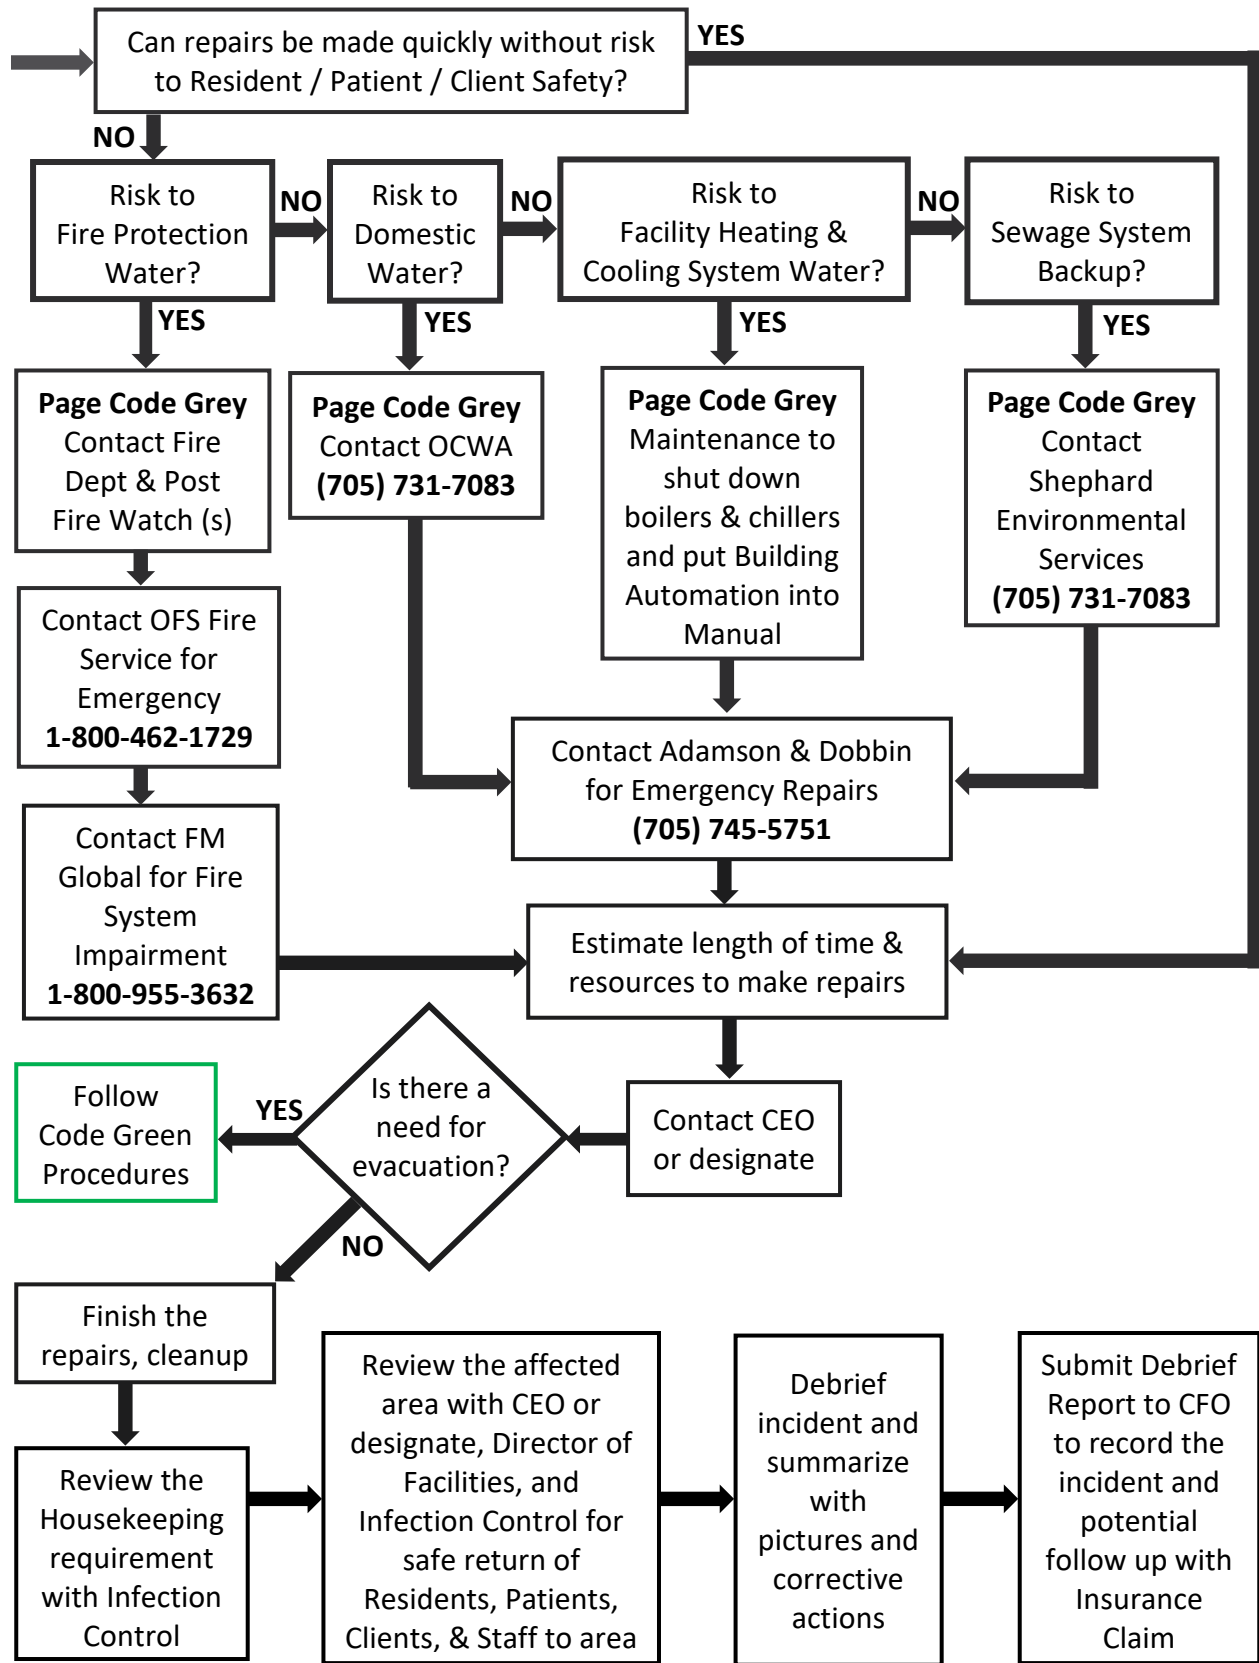 Can repairs be made quickly without risk
to Resident / Patient / Client Safety?
YES
NO
Risk to
Fire Protection
Water?
NO
Risk to
Domestic
Water?
NO
Risk to
Facility Heating &
Cooling System Water?
NO
Risk to
Sewage System
Backup?
YES
YES
YES
YES
Page Code Grey
Contact Fire
Dept & Post
Fire Watch (s)
Page Code Grey
Contact OCWA
(705) 731-7083
Page Code Grey
Maintenance to
shut down
boilers & chillers
and put Building
Automation into
Manual
Page Code Grey
Contact
Shephard
Environmental
Services
(705) 731-7083
Contact OFS Fire
Service for
Emergency
1-800-462-1729
Contact Adamson & Dobbin
for Emergency Repairs
(705) 745-5751
Contact FM
Global for Fire
System
Impairment
1-800-955-3632
Estimate length of time &
resources to make repairs
Contact CEO
or designate
Is there a
need for
evacuation?
YES
Follow
Code Green
Procedures
NO
Finish the
repairs, cleanup
Review the
Housekeeping
requirement
with Infection
Control
Review the affected
area with CEO or
designate, Director of
Facilities, and
Infection Control for
safe return of
Residents, Patients,
Clients, & Staff to area
Debrief
incident and
summarize
with
pictures and
corrective
actions
Submit Debrief
Report to CFO
to record the
incident and
potential
follow up with
Insurance
Claim